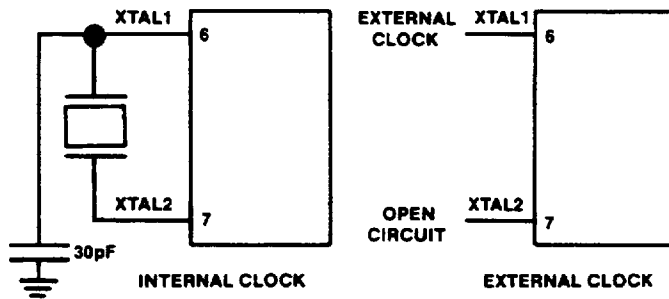 XTAL1
6
XTAL2
7
30pF
INTERNAL CLOCK
EXTERNAL
CLOCK
XTAL1
6
OPEN
CIRCUIT
XTAL2
7
EXTERNAL CLOCK